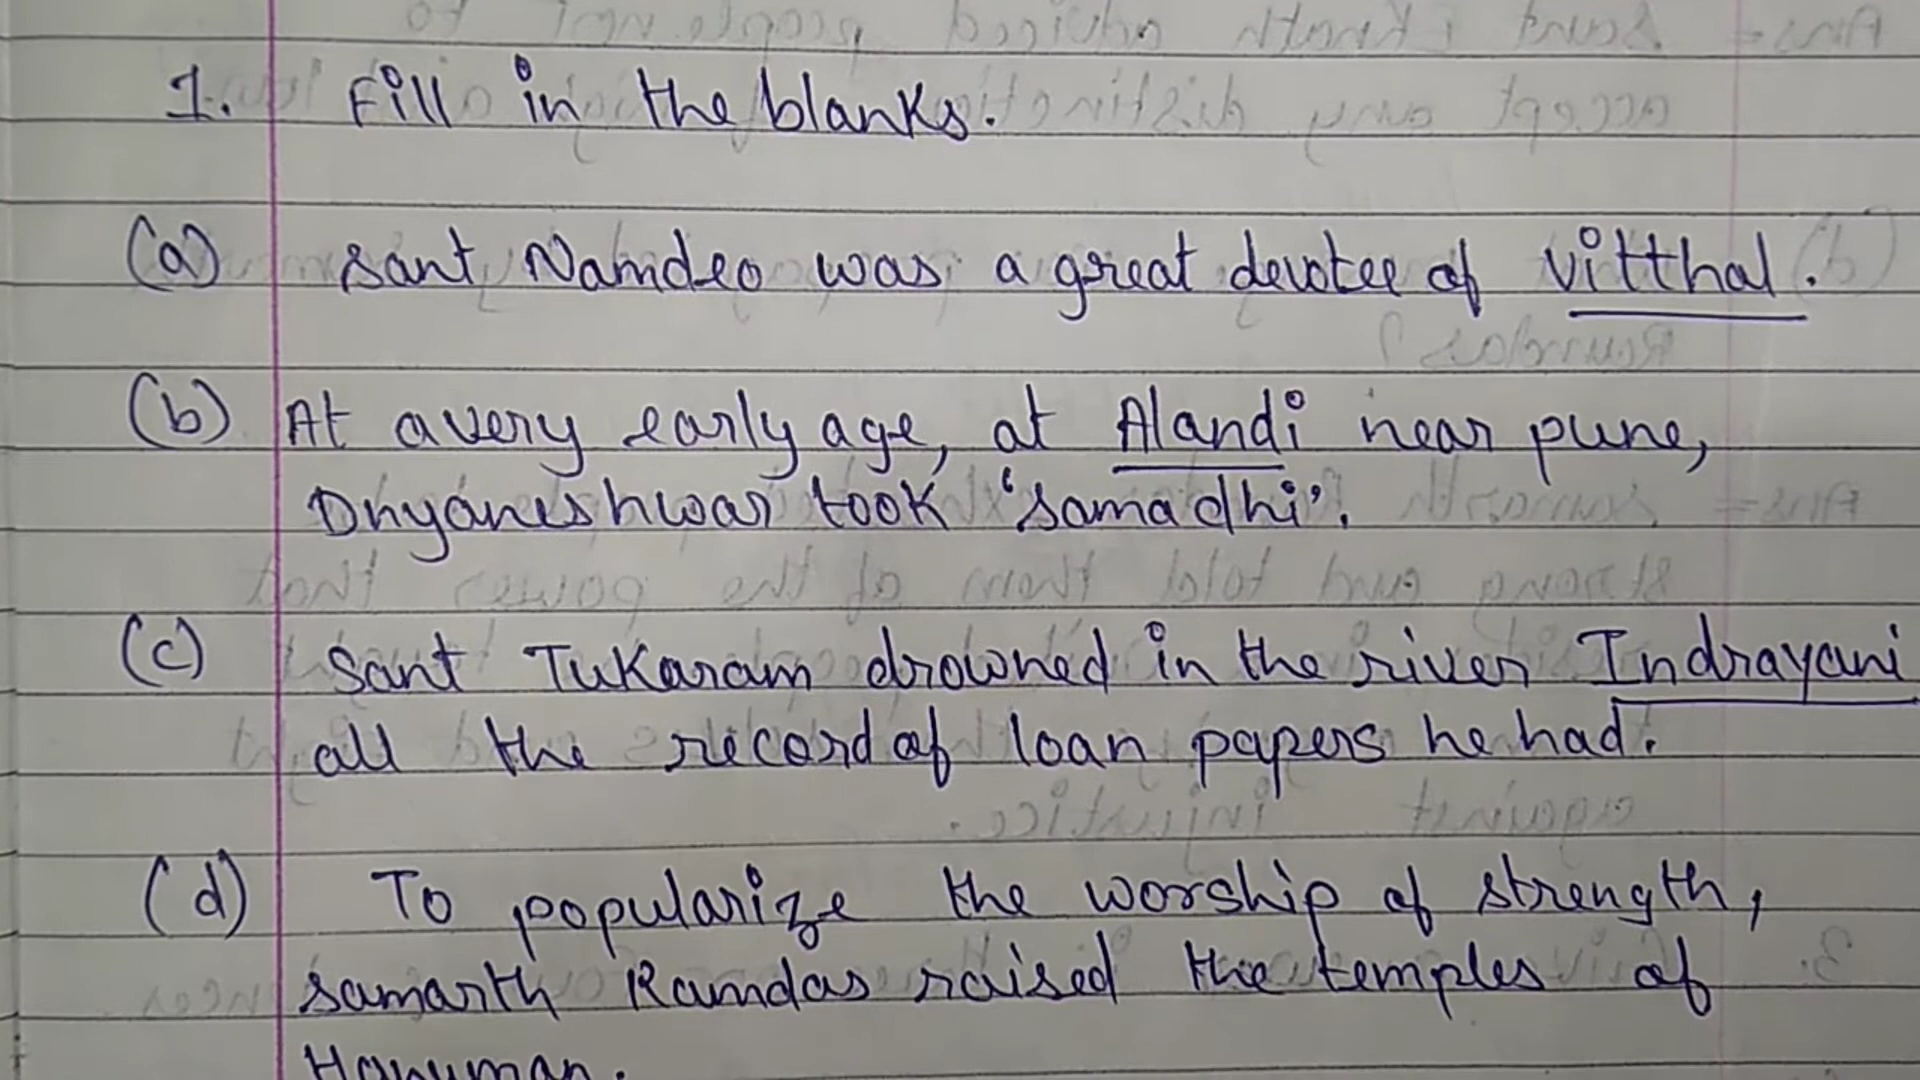 1. Fill in the blanks.
(a) Sant Namdeo was a great devotee of Vitthal.
(b) At a very early age, at Alandi near pune,
Dnyaneshwar took 'Samadhi'.
(c) Sant Tukaram drowned in the river Indrayani
all the record of loan papers he had.
(d) To popularize the worship of strength,
Samarth Ramdas raised the temples of
Hanuman.